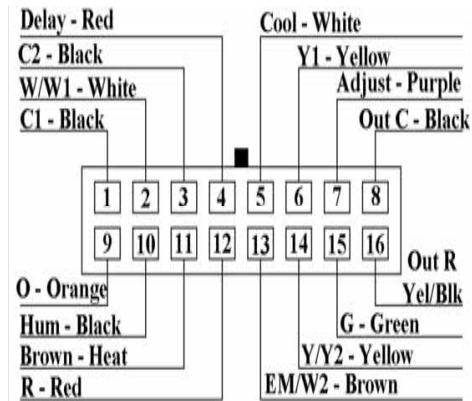 Delay - Red
Cool - White
C2 - Black
Y1 - Yellow
W/W1 - White
Adjust - Purple
C1 - Black
Out C - Black
1 2 3 4 5 6 7 8
9 10 11 12 13 14 15 16
Out R
O - Orange
Yel/Blk
Hum - Black
G - Green
Brown - Heat
Y/Y2 - Yellow
R - Red
EM/W2 - Brown